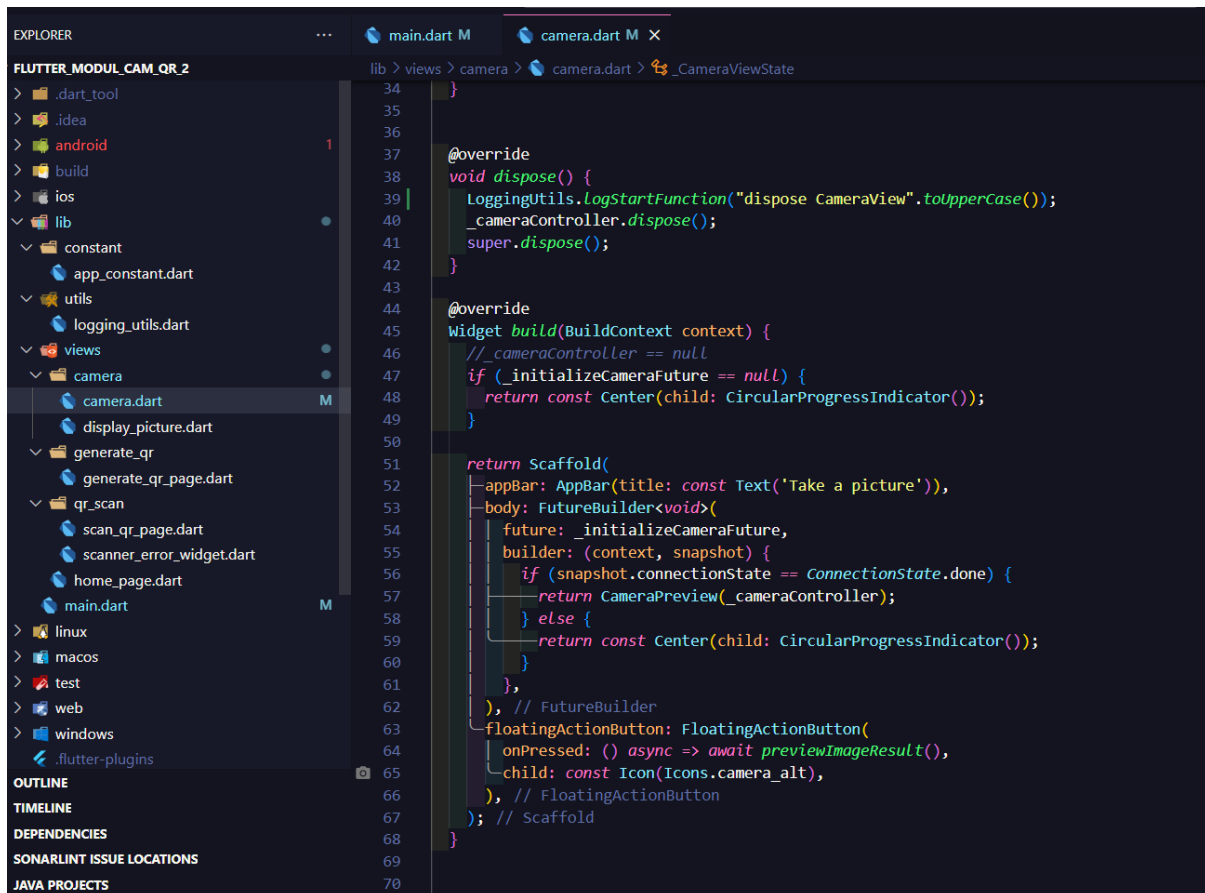 EXPLORER
···
main.dart M
camera.dart M ×
FLUTTER_MODUL_CAM_QR_2
lib > views > camera > camera.dart > _CameraViewState
.dart_tool
.idea
android 1
build
ios
lib
constant
app_constant.dart
utils
logging_utils.dart
views
camera
camera.dart M
display_picture.dart
generate_qr
generate_qr_page.dart
qr_scan
scan_qr_page.dart
scanner_error_widget.dart
home_page.dart
main.dart M
linux
macos
test
web
windows
.flutter-plugins
OUTLINE
TIMELINE
DEPENDENCIES
SONARLINT ISSUE LOCATIONS
JAVA PROJECTS
34 }
35
36
37 @override
38 void dispose() {
39 LoggingUtils.logStartFunction("dispose CameraView".toUpperCase());
40 _cameraController.dispose();
41 super.dispose();
42 }
43
44 @override
45 Widget build(BuildContext context) {
46 //_cameraController == null
47 if (_initializeCameraFuture == null) {
48 return const Center(child: CircularProgressIndicator());
49 }
50
51 return Scaffold(
52 appBar: AppBar(title: const Text('Take a picture')),
53 body: FutureBuilder<void>(
54 future: _initializeCameraFuture,
55 builder: (context, snapshot) {
56 if (snapshot.connectionState == ConnectionState.done) {
57 return CameraPreview(_cameraController);
58 } else {
59 return const Center(child: CircularProgressIndicator());
60 }
61 },
62 ), // FutureBuilder
63 floatingActionButton: FloatingActionButton(
64 onPressed: () async => await previewImageResult(),
65 child: const Icon(Icons.camera_alt),
66 ), // FloatingActionButton
67 ); // Scaffold
68 }
69
70